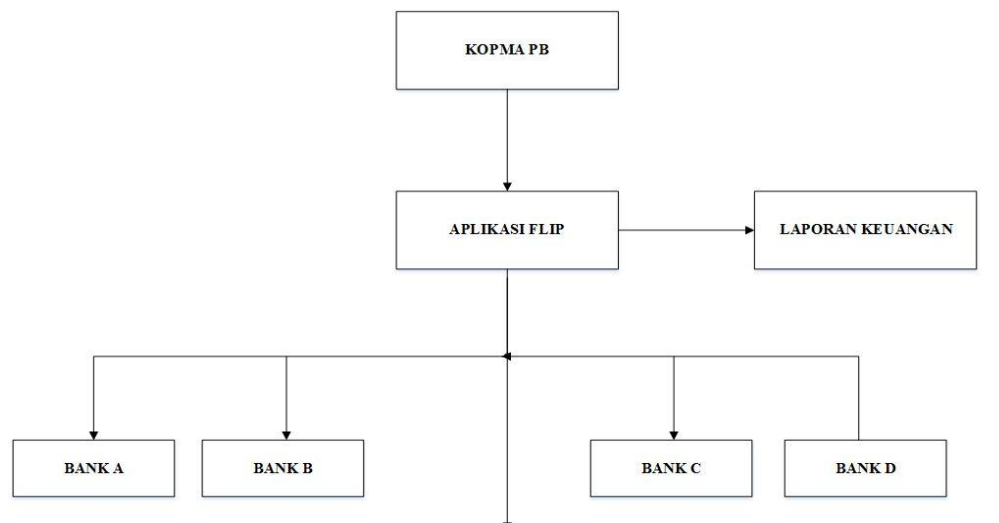 KOPMA PB
APLIKASI FLIP
LAPORAN KEUANGAN
BANK A
BANK B
BANK C
BANK D